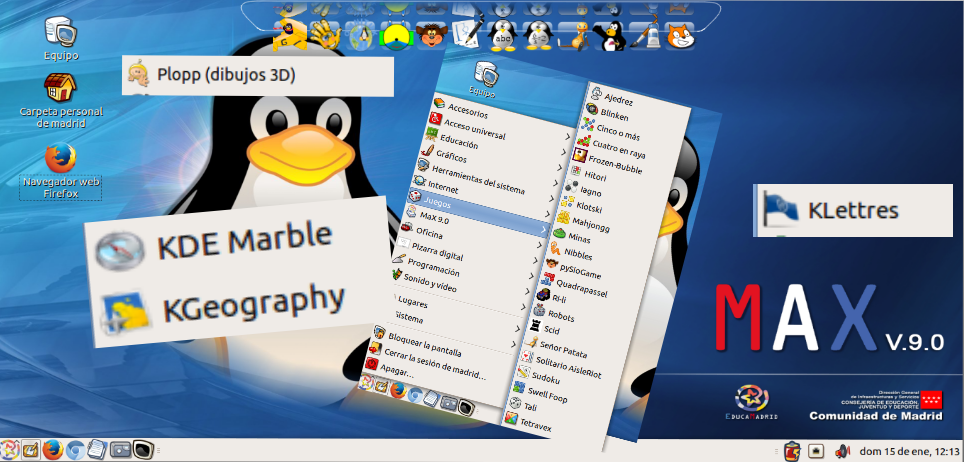 Equipo
Carpeta personal
de madrid
Navegador web
Firefox
Plopp (dibujos 3D)
KDE Marble
KGeography
abc
Equipo
Accesorios
Acceso universal
Educación
Gráficos
Herramientas del sistema
Internet
Juegos
MaX 9.0
Oficina
Pizarra digital
Programación
Sonido y vídeo
Lugares
Sistema
Bloquear la pantalla
Cerrar la sesión de madrid...
Apagar...
Ajedrez
Blinken
Cinco o más
Cuatro en raya
Frozen-Bubble
Hitori
Iagno
Klotski
Mahjongg
Minas
Nibbles
pySioGame
Quadrapassel
Ri-li
Robots
Scid
Señor Patata
Solitario AisleRiot
Sudoku
Swell Foop
Tali
Tetravex
KLettres
MAX V.9.0
EDUCAMADRID
Dirección General
de Infraestructuras y Servicios
CONSEJERÍA DE EDUCACIÓN,
JUVENTUD Y DEPORTE
Comunidad de Madrid
dom 15 de ene, 12:13